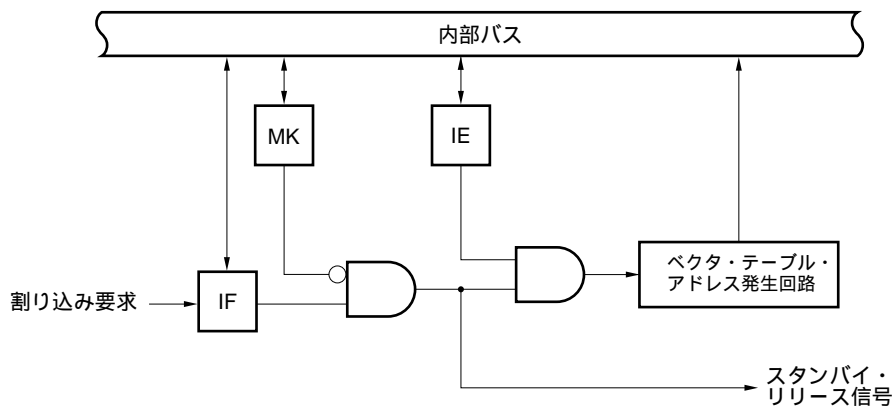 内部バス
MK
IE
ベクタ・テーブル・
アドレス発生回路
割り込み要求
IF
スタンバイ・
リリース信号